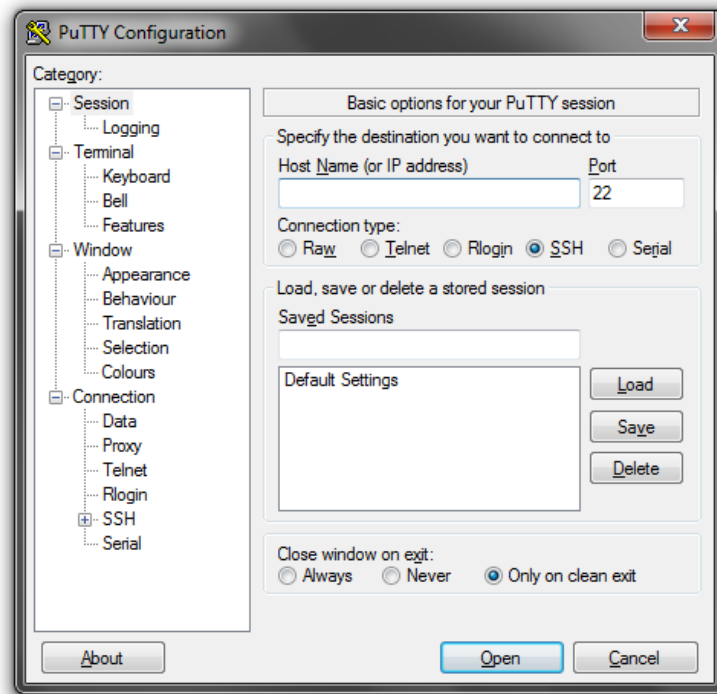 PuTTY Configuration
Category:
Session
Logging
Terminal
Keyboard
Bell
Features
Window
Appearance
Behaviour
Translation
Selection
Colours
Connection
Data
Proxy
Telnet
Rlogin
SSH
Serial
Basic options for your PuTTY session
Specify the destination you want to connect to
Host Name (or IP address) Port
22
Connection type:
Raw Telnet Rlogin SSH Serial
Load, save or delete a stored session
Saved Sessions
Default Settings
Load
Save
Delete
Close window on exit:
Always Never Only on clean exit
About Open Cancel